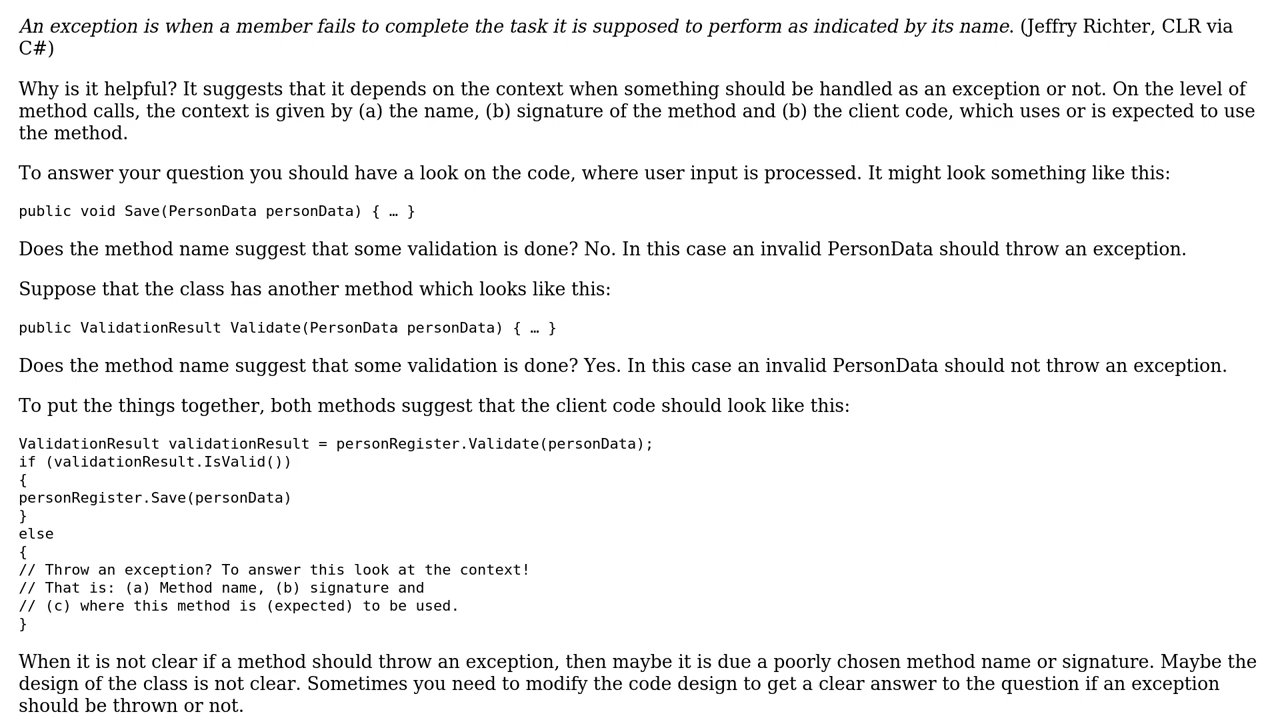 An exception is when a member fails to complete the task it is supposed to perform as indicated by its name. (Jeffry Richter, CLR via
C#)
Why is it helpful? It suggests that it depends on the context when something should be handled as an exception or not. On the level of
method calls, the context is given by (a) the name, (b) signature of the method and (b) the client code, which uses or is expected to use
the method.
To answer your question you should have a look on the code, where user input is processed. It might look something like this:
public void Save(PersonData personData) { … }
Does the method name suggest that some validation is done? No. In this case an invalid PersonData should throw an exception.
Suppose that the class has another method which looks like this:
public ValidationResult Validate(PersonData personData) { … }
Does the method name suggest that some validation is done? Yes. In this case an invalid PersonData should not throw an exception.
To put the things together, both methods suggest that the client code should look like this:
ValidationResult validationResult = personRegister.Validate(personData);
if (validationResult.IsValid())
{
personRegister.Save(personData)
}
else
{
// Throw an exception? To answer this look at the context!
// That is: (a) Method name, (b) signature and
// (c) where this method is (expected) to be used.
}
When it is not clear if a method should throw an exception, then maybe it is due a poorly chosen method name or signature. Maybe the
design of the class is not clear. Sometimes you need to modify the code design to get a clear answer to the question if an exception
should be thrown or not.